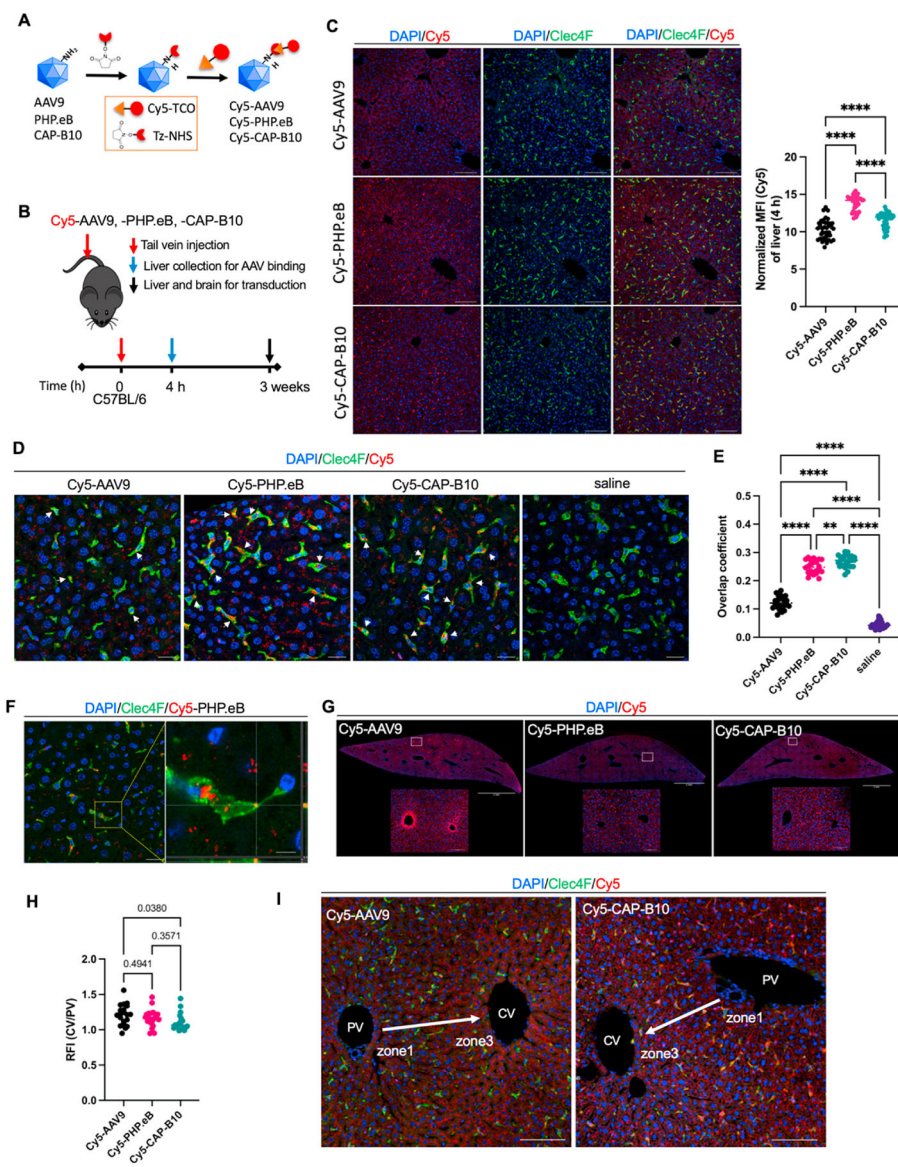 A
NH₂
AAV9
PHP.eB
CAP-B10
Cy5-TCO
Tz-NHS
Cy5-AAV9
Cy5-PHP.eB
Cy5-CAP-B10
B
Cy5-AAV9, -PHP.eB, -CAP-B10
Tail vein injection
Liver collection for AAV binding
Liver and brain for transduction
Time (h)
0
4 h
3 weeks
C57BL/6
C
DAPI/Cy5
DAPI/Clec4F
DAPI/Clec4F/Cy5
Cy5-AAV9
Cy5-PHP.eB
Cy5-CAP-B10
Normalized MFI (Cy5)
of liver (4 h)
20
15
10
5
0
****
****
****
Cy5-AAV9
Cy5-PHP.eB
Cy5-CAP-B10
D
DAPI/Clec4F/Cy5
Cy5-AAV9
Cy5-PHP.eB
Cy5-CAP-B10
saline
E
Overlap coefficient
0.4
0.3
0.2
0.1
0.0
****
****
****
****
**
****
Cy5-AAV9
Cy5-PHP.eB
Cy5-CAP-B10
saline
F
DAPI/Clec4F/Cy5-PHP.eB
G
DAPI/Cy5
Cy5-AAV9
Cy5-PHP.eB
Cy5-CAP-B10
H
RFI (CV/PV)
2.0
1.5
1.0
0.5
0.0
0.0380
0.3571
0.4941
Cy5-AAV9
Cy5-PHP.eB
Cy5-CAP-B10
I
DAPI/Clec4F/Cy5
Cy5-AAV9
PV
zone1
CV
zone3
Cy5-CAP-B10
PV
zone1
CV
zone3